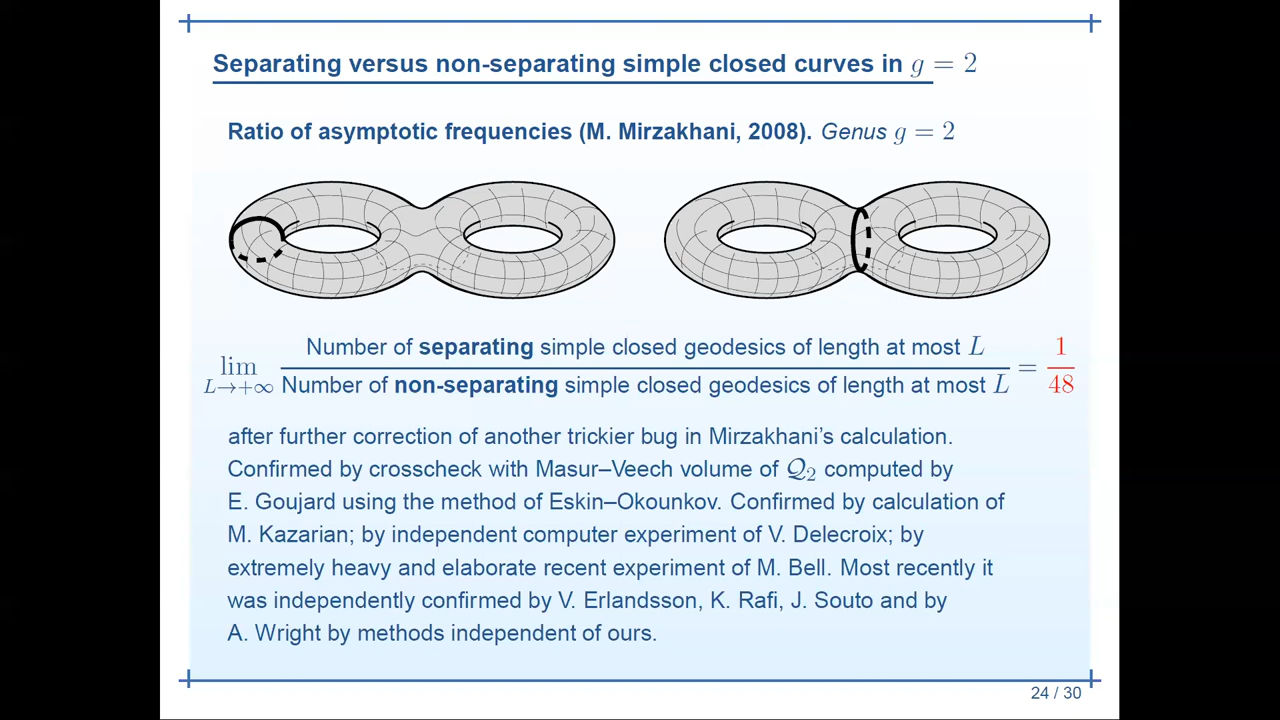 Separating versus non-separating simple closed curves in g = 2
Ratio of asymptotic frequencies (M. Mirzakhani, 2008). Genus g = 2
Number of separating simple closed geodesics of length at most L
lim = 1
L→+∞ Number of non-separating simple closed geodesics of length at most L 48
after further correction of another trickier bug in Mirzakhani’s calculation.
Confirmed by crosscheck with Masur–Veech volume of 𝒬₂ computed by
E. Goujard using the method of Eskin–Okounkov. Confirmed by calculation of
M. Kazarian; by independent computer experiment of V. Delecroix; by
extremely heavy and elaborate recent experiment of M. Bell. Most recently it
was independently confirmed by V. Erlandsson, K. Rafi, J. Souto and by
A. Wright by methods independent of ours.
24 / 30